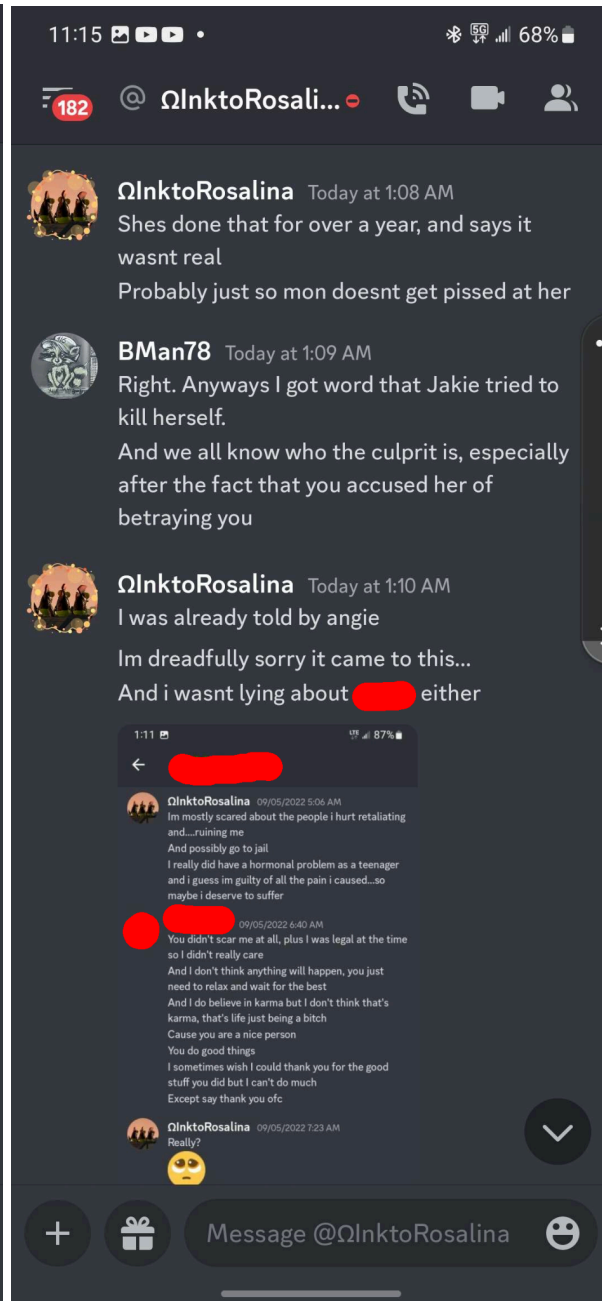 11:15
5G
68%
182
@ ΩInktoRosali...
ΩInktoRosalina Today at 1:08 AM
Shes done that for over a year, and says it
wasnt real
Probably just so mon doesnt get pissed at her
BMan78 Today at 1:09 AM
Right. Anyways I got word that Jakie tried to
kill herself.
And we all know who the culprit is, especially
after the fact that you accused her of
betraying you
ΩInktoRosalina Today at 1:10 AM
I was already told by angie
Im dreadfully sorry it came to this...
And i wasnt lying about either
1:11
LTE 87%
ΩInktoRosalina 09/05/2022 5:06 AM
Im mostly scared about the people i hurt retaliating
and....ruining me
And possibly go to jail
I really did have a hormonal problem as a teenager
and i guess im guilty of all the pain i caused...so
maybe i deserve to suffer
09/05/2022 6:40 AM
You didn't scar me at all, plus I was legal at the time
so I didn't really care
And I don't think anything will happen, you just
need to relax and wait for the best
And I do believe in karma but I don't think that's
karma, that's life just being a bitch
Cause you are a nice person
You do good things
I sometimes wish I could thank you for the good
stuff you did but I can't do much
Except say thank you ofc
ΩInktoRosalina 09/05/2022 7:23 AM
Really?
Message @ΩInktoRosalina